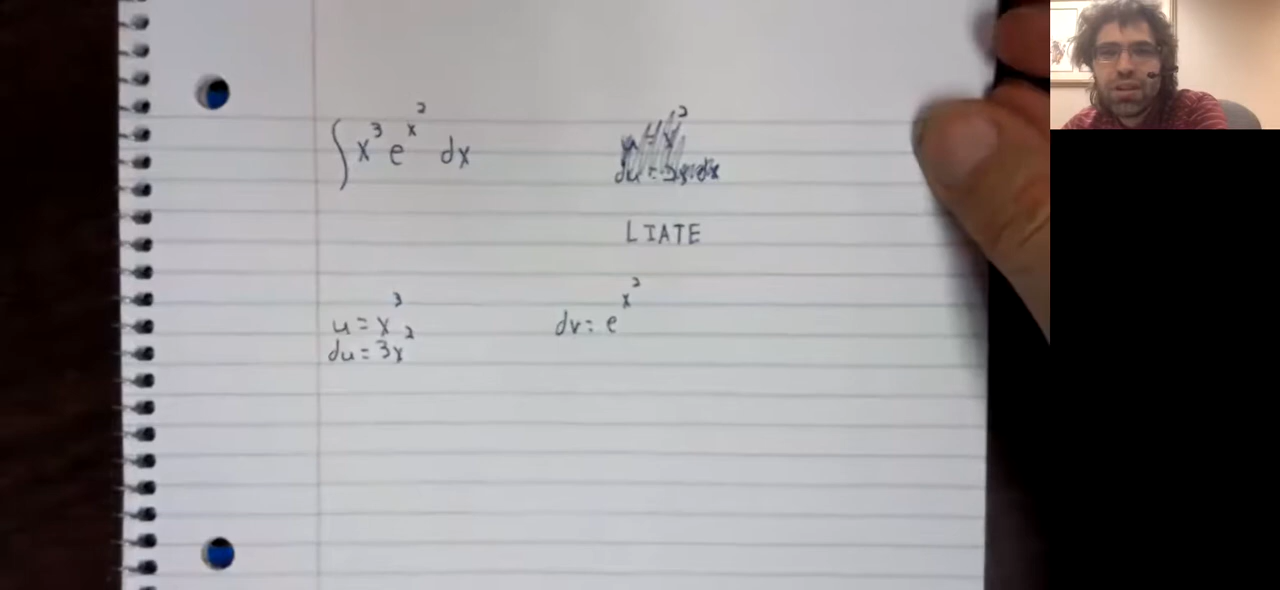 ∫x³e^{x²} dx
LIATE
u = x³
dv = e^{x²}
du = 3x²